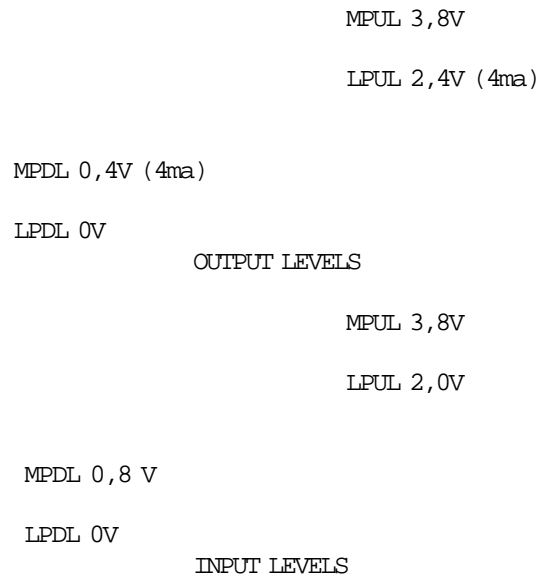 MPUL 3,8V
LPUL 2,4V (4ma)
MPDL 0,4V (4ma)
LPDL 0V
OUTPUT LEVELS
MPUL 3,8V
LPUL 2,0V
MPDL 0,8 V
LPDL 0V
INPUT LEVELS